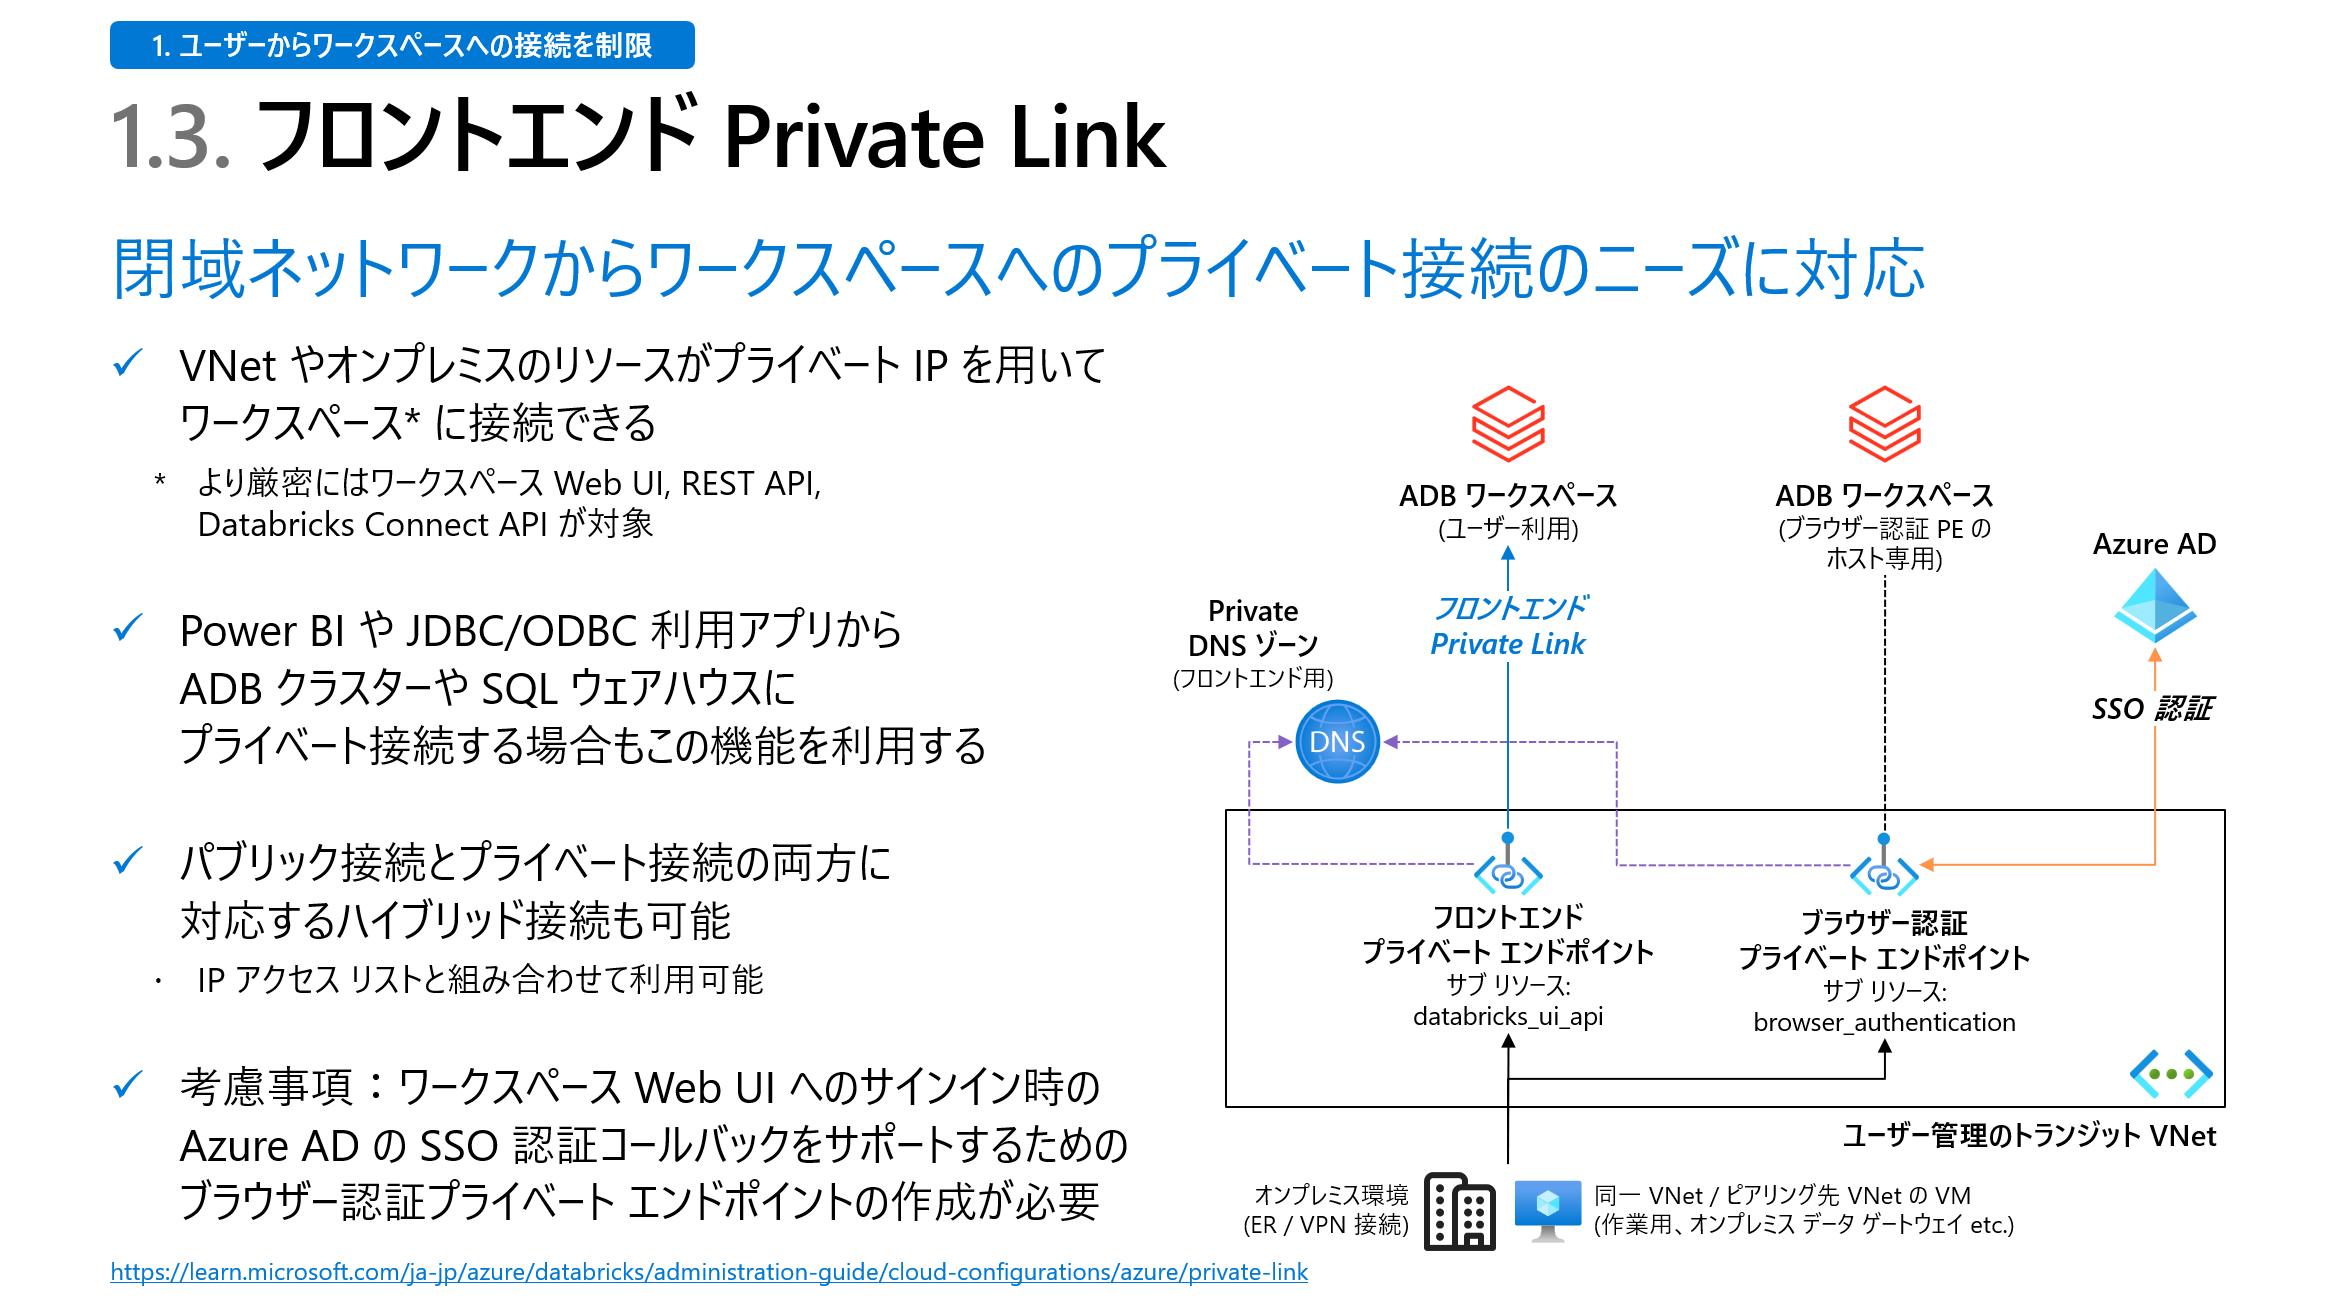 1. ユーザーからワークスペースへの接続を制限
1.3. フロントエンド Private Link
閉域ネットワークからワークスペースへのプライベート接続のニーズに対応
✓ VNet やオンプレミスのリソースがプライベート IP を用いて
ワークスペース* に接続できる
* より厳密にはワークスペース Web UI, REST API,
Databricks Connect API が対象
✓ Power BI や JDBC/ODBC 利用アプリから
ADB クラスターや SQL ウェアハウスに
プライベート接続する場合もこの機能を利用する
✓ パブリック接続とプライベート接続の両方に
対応するハイブリッド接続も可能
・ IP アクセス リストと組み合わせて利用可能
✓ 考慮事項：ワークスペース Web UI へのサインイン時の
Azure AD の SSO 認証コールバックをサポートするための
ブラウザー認証プライベート エンドポイントの作成が必要
https://learn.microsoft.com/ja-jp/azure/databricks/administration-guide/cloud-configurations/azure/private-link
ADB ワークスペース
(ユーザー利用)
ADB ワークスペース
(ブラウザー認証 PE の
ホスト専用)
Azure AD
Private
DNS ゾーン
(フロントエンド用)
フロントエンド
Private Link
SSO 認証
DNS
フロントエンド
プライベート エンドポイント
サブ リソース:
databricks_ui_api
ブラウザー認証
プライベート エンドポイント
サブ リソース:
browser_authentication
ユーザー管理のトランジット VNet
オンプレミス環境
(ER / VPN 接続)
同一 VNet / ピアリング先 VNet の VM
(作業用、オンプレミス データ ゲートウェイ etc.)